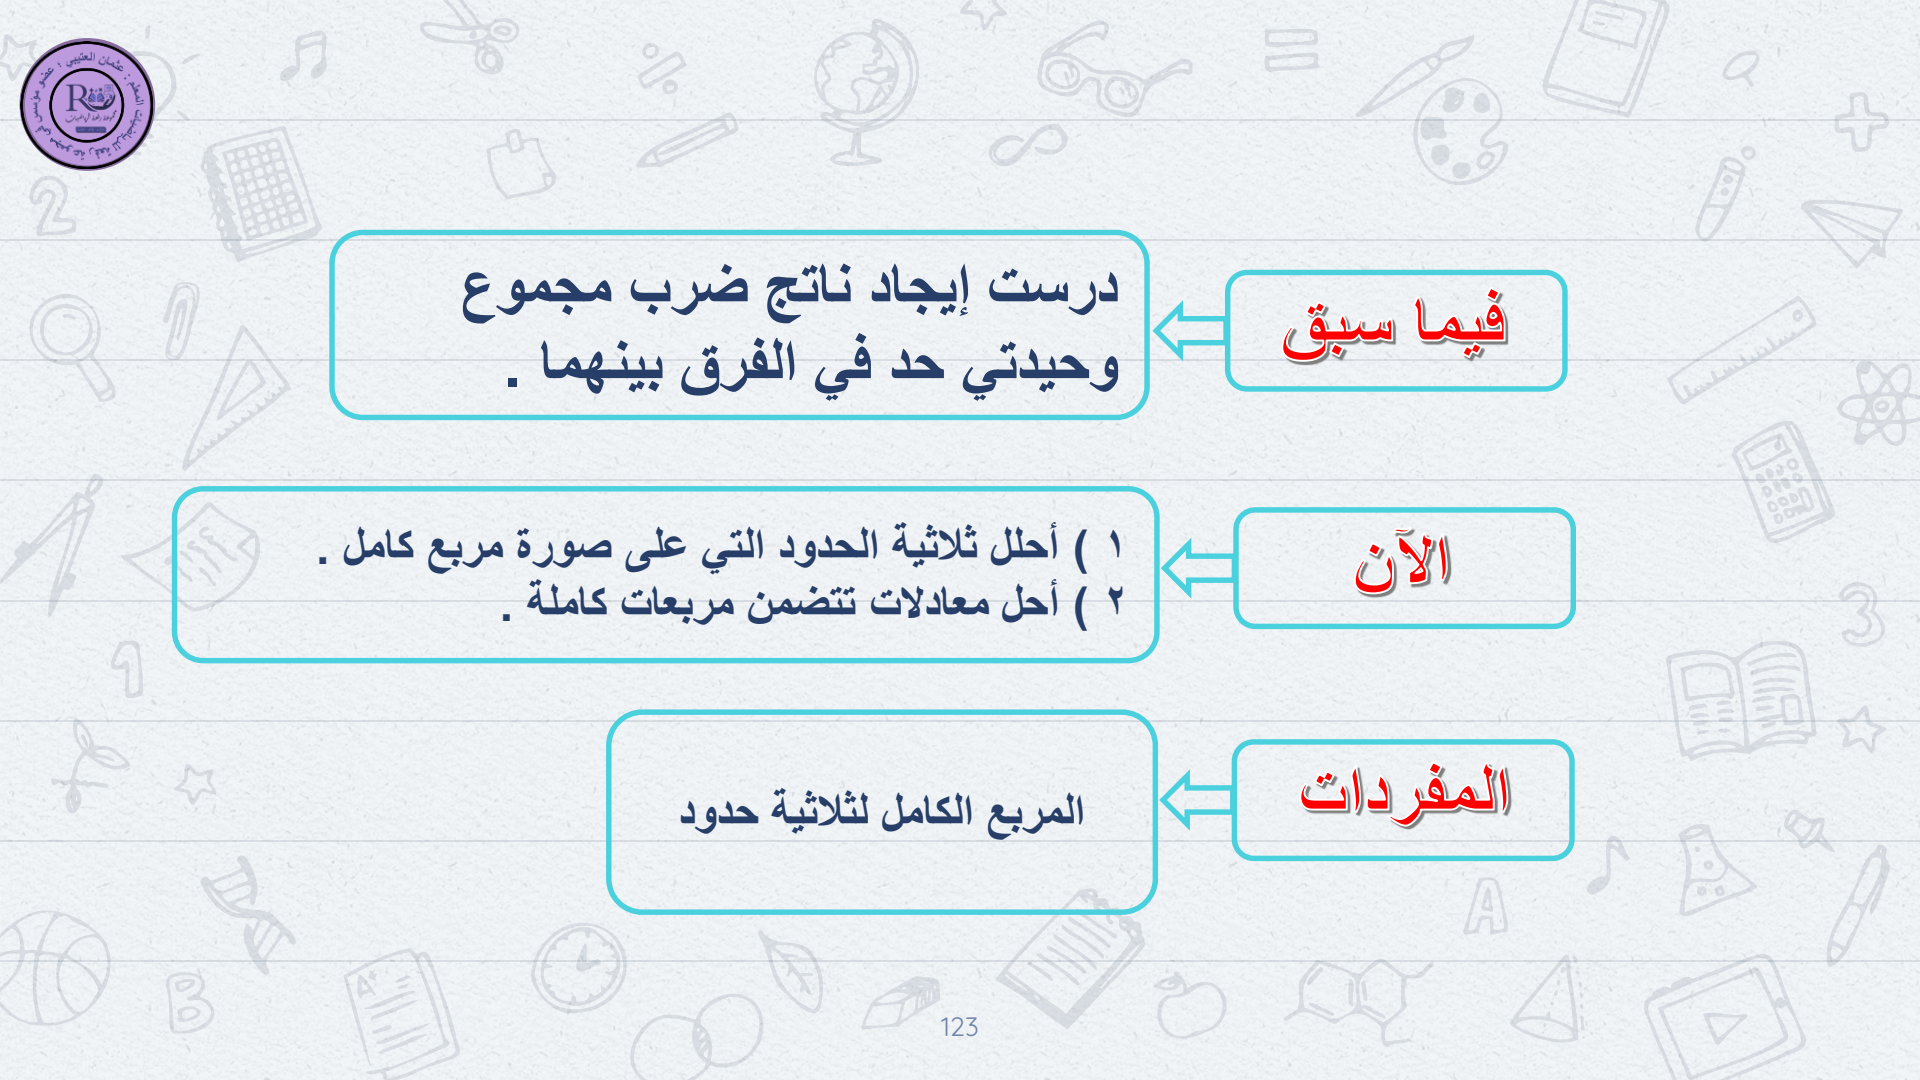 فيما سبق
درست إيجاد ناتج ضرب مجموع
وحيدتي حد في الفرق بينهما .
الآن
١ ) أحلل ثلاثية الحدود التي على صورة مربع كامل .
٢ ) أحل معادلات تتضمن مربعات كاملة .
المفردات
المربع الكامل لثلاثية حدود
123